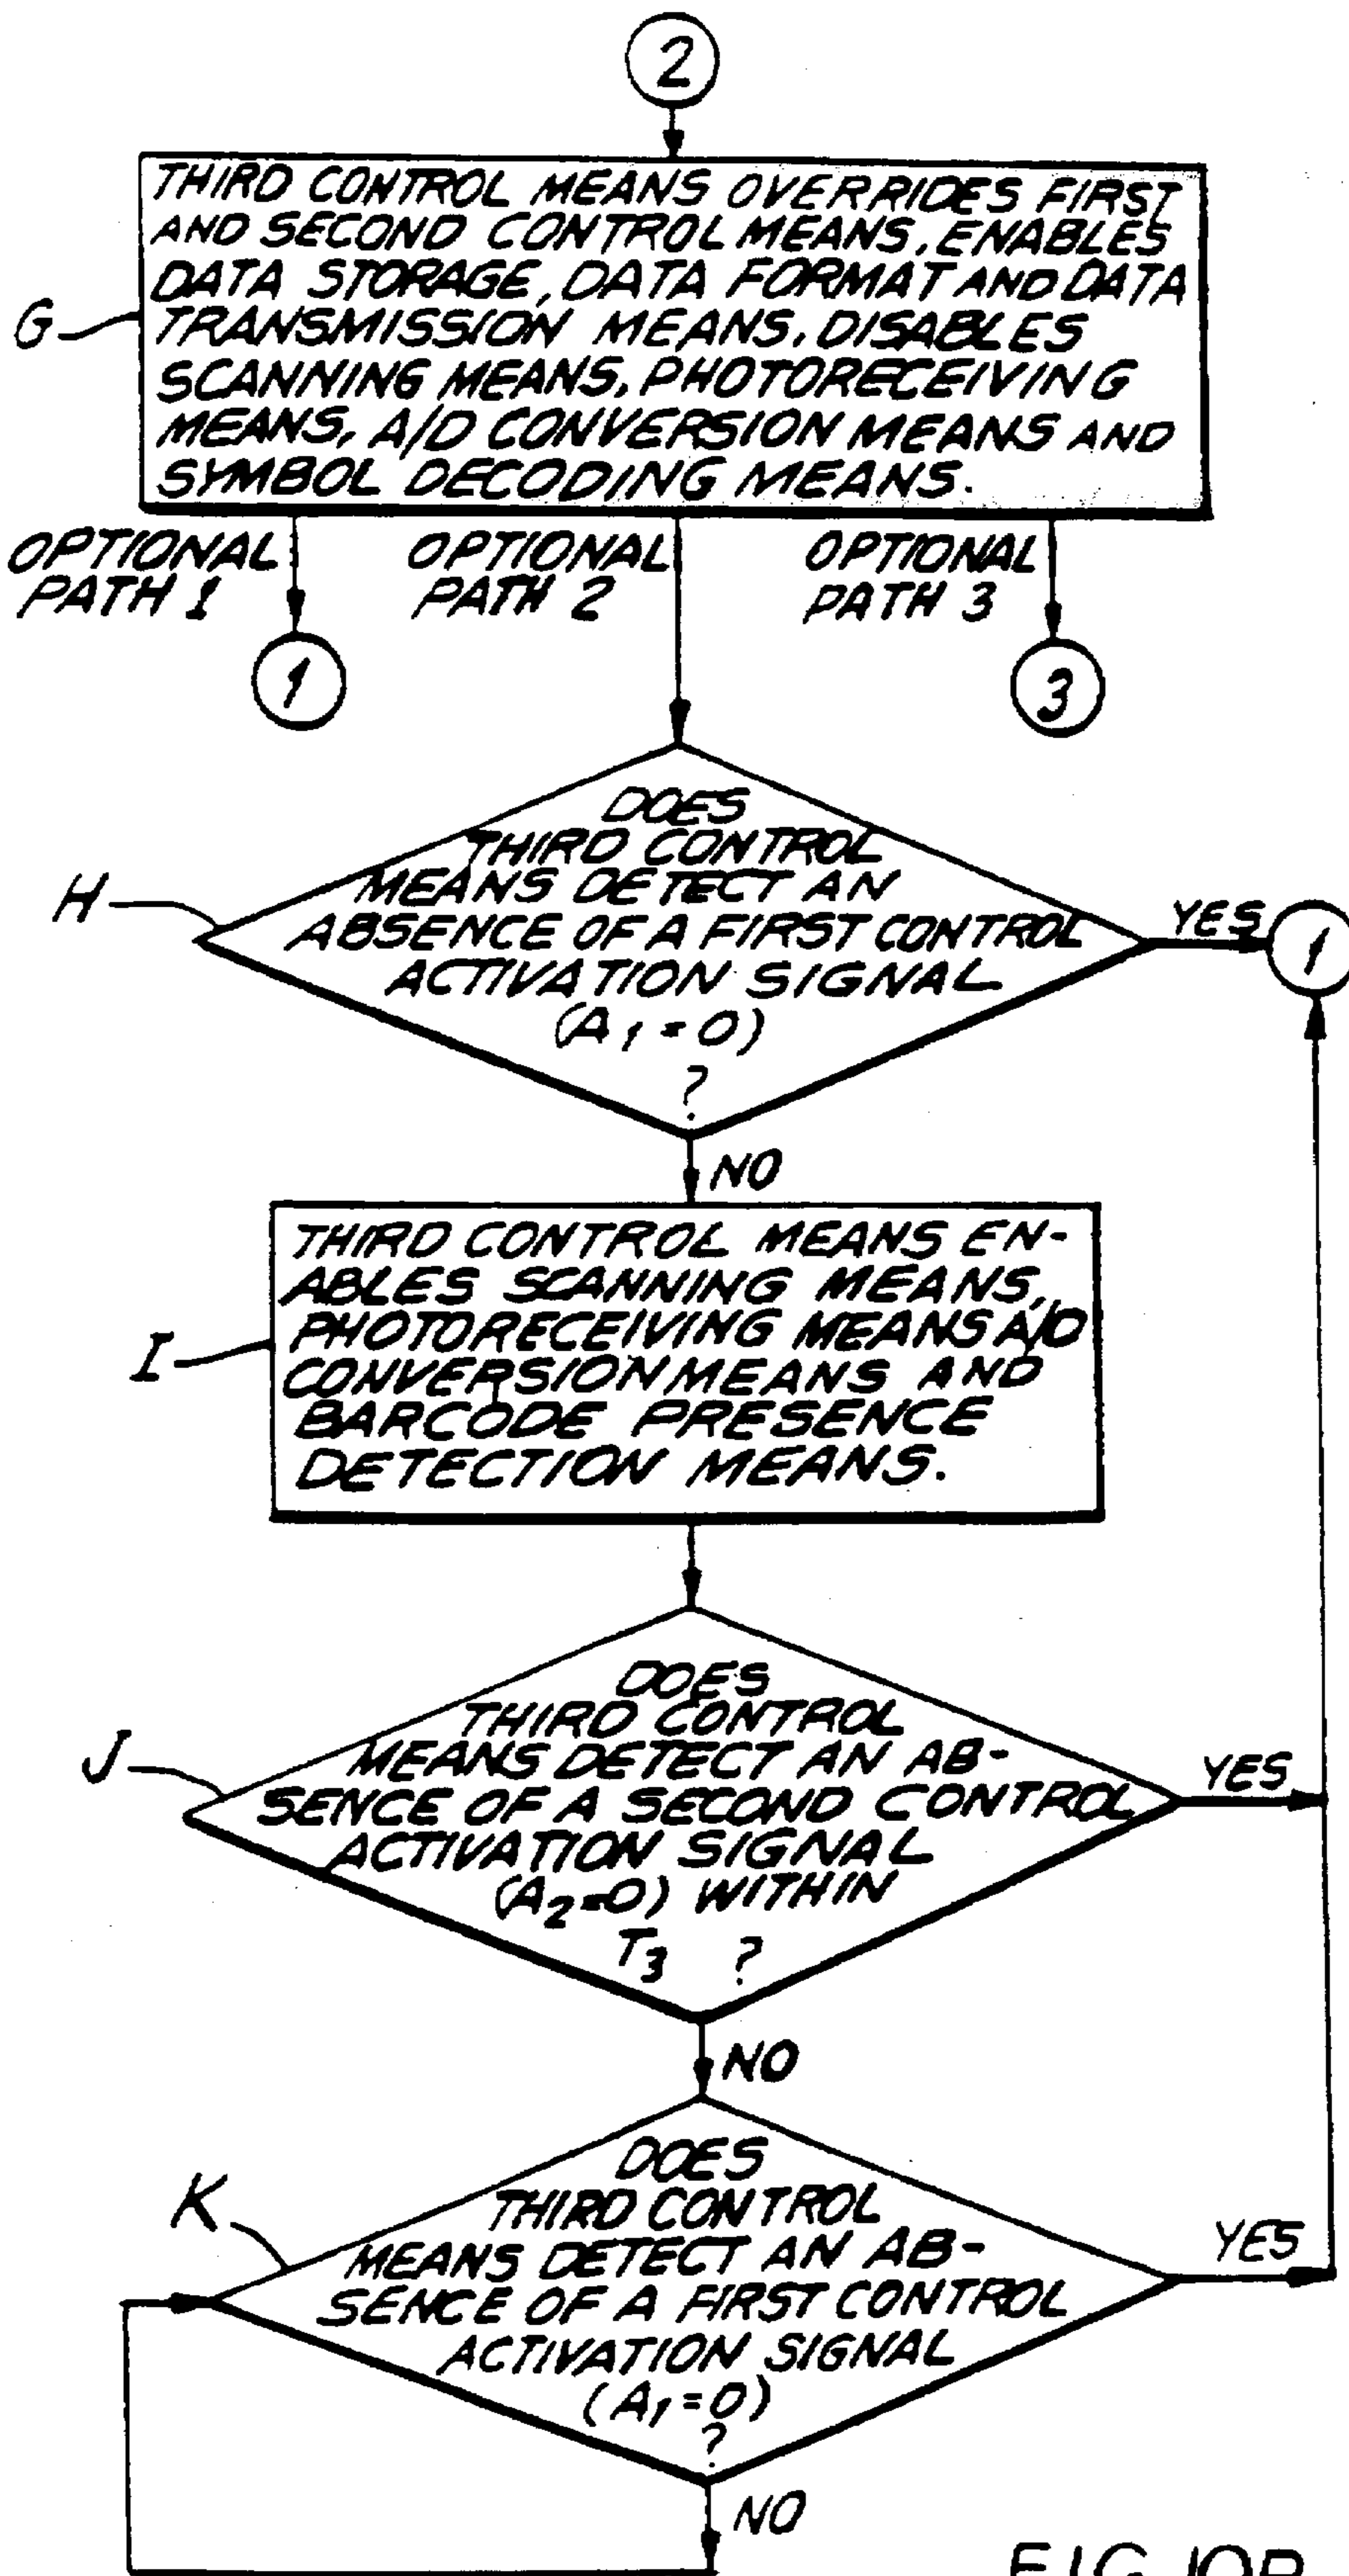 2
THIRD CONTROL MEANS OVERRIDES FIRST
AND SECOND CONTROL MEANS, ENABLES
DATA STORAGE, DATA FORMAT AND DATA
TRANSMISSION MEANS, DISABLES
SCANNING MEANS, PHOTORECEIVING
MEANS, A/D CONVERSION MEANS AND
SYMBOL DECODING MEANS.
G
OPTIONAL
PATH 1
OPTIONAL
PATH 2
OPTIONAL
PATH 3
1
3
DOES
THIRD CONTROL
MEANS DETECT AN
ABSENCE OF A FIRST CONTROL
ACTIVATION SIGNAL
(A1 = 0)
?
H
YES
1
NO
THIRD CONTROL MEANS EN-
ABLES SCANNING MEANS,
PHOTORECEIVING MEANS A/D
CONVERSION MEANS AND
BARCODE PRESENCE
DETECTION MEANS.
I
DOES
THIRD CONTROL
MEANS DETECT AN AB-
SENCE OF A SECOND CONTROL
ACTIVATION SIGNAL
(A2=0) WITHIN
T3 ?
J
YES
NO
DOES
THIRD CONTROL
MEANS DETECT AN AB-
SENCE OF A FIRST CONTROL
ACTIVATION SIGNAL
(A1=0)
?
K
YES
NO
FIG. 10B